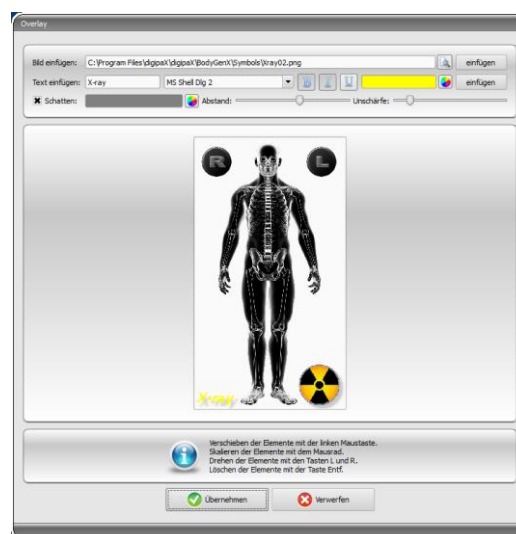 Overlay
Bild einfügen: C:\Program Files\digipaX\digipaX\BodyGenX\Symbols\Xray02.png einfügen
Text einfügen: X-ray MS Shell Dlg 2 B I U einfügen
Schatten: Abstand: Unschärfe:
R L
X-ray
Verschieben der Elemente mit der linken Maustaste.
Skalieren der Elemente mit dem Mausrad.
Drehen der Elemente mit den Tasten L und R.
Löschen der Elemente mit der Taste Entf.
Übernehmen Verwerfen